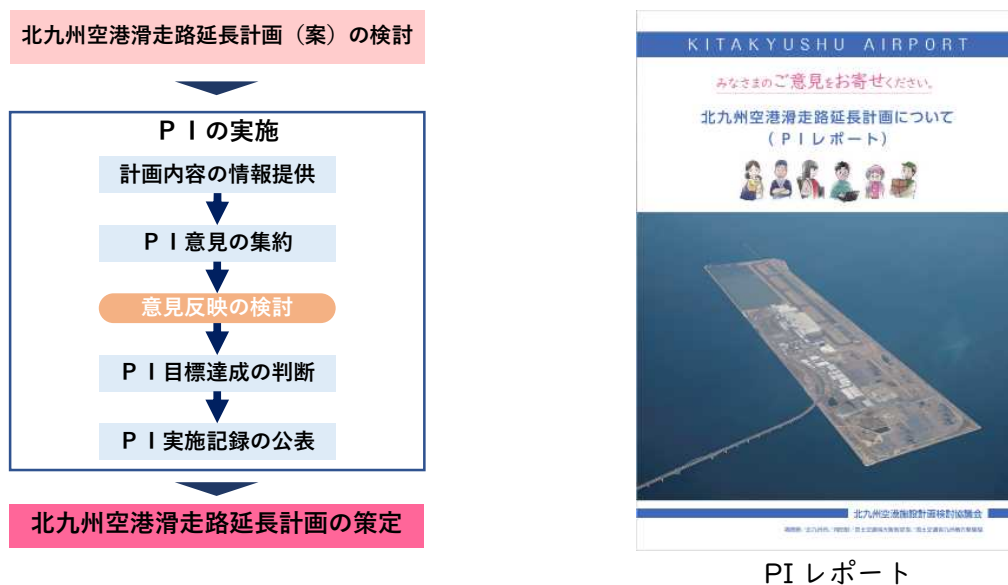 北九州空港滑走路延長計画（案）の検討
ＰＩの実施
計画内容の情報提供
ＰＩ意見の集約
意見反映の検討
ＰＩ目標達成の判断
ＰＩ実施記録の公表
北九州空港滑走路延長計画の策定
KITAKYUSHU AIRPORT
みなさまのご意見をお寄せください。
北九州空港滑走路延長計画について
（ＰＩレポート）
北九州空港施設計画検討協議会
PI レポート